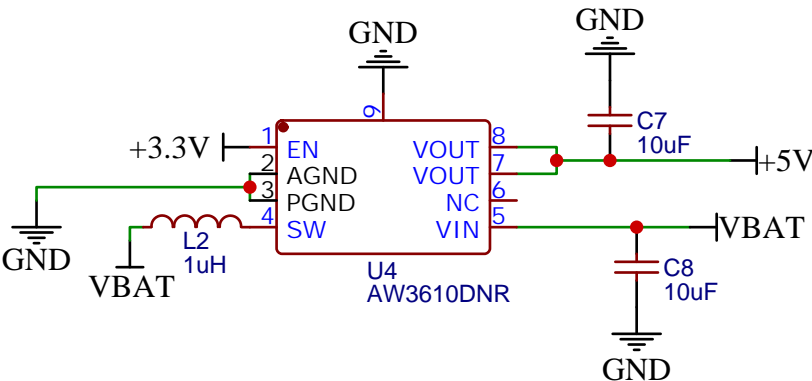 GND
GND
9
C7
10uF
+3.3V
1
EN
VOUT
8
+5V
2
AGND
VOUT
7
3
PGND
NC
6
4
SW
VIN
5
VBAT
GND
L2
1uH
VBAT
U4
AW3610DNR
C8
10uF
GND